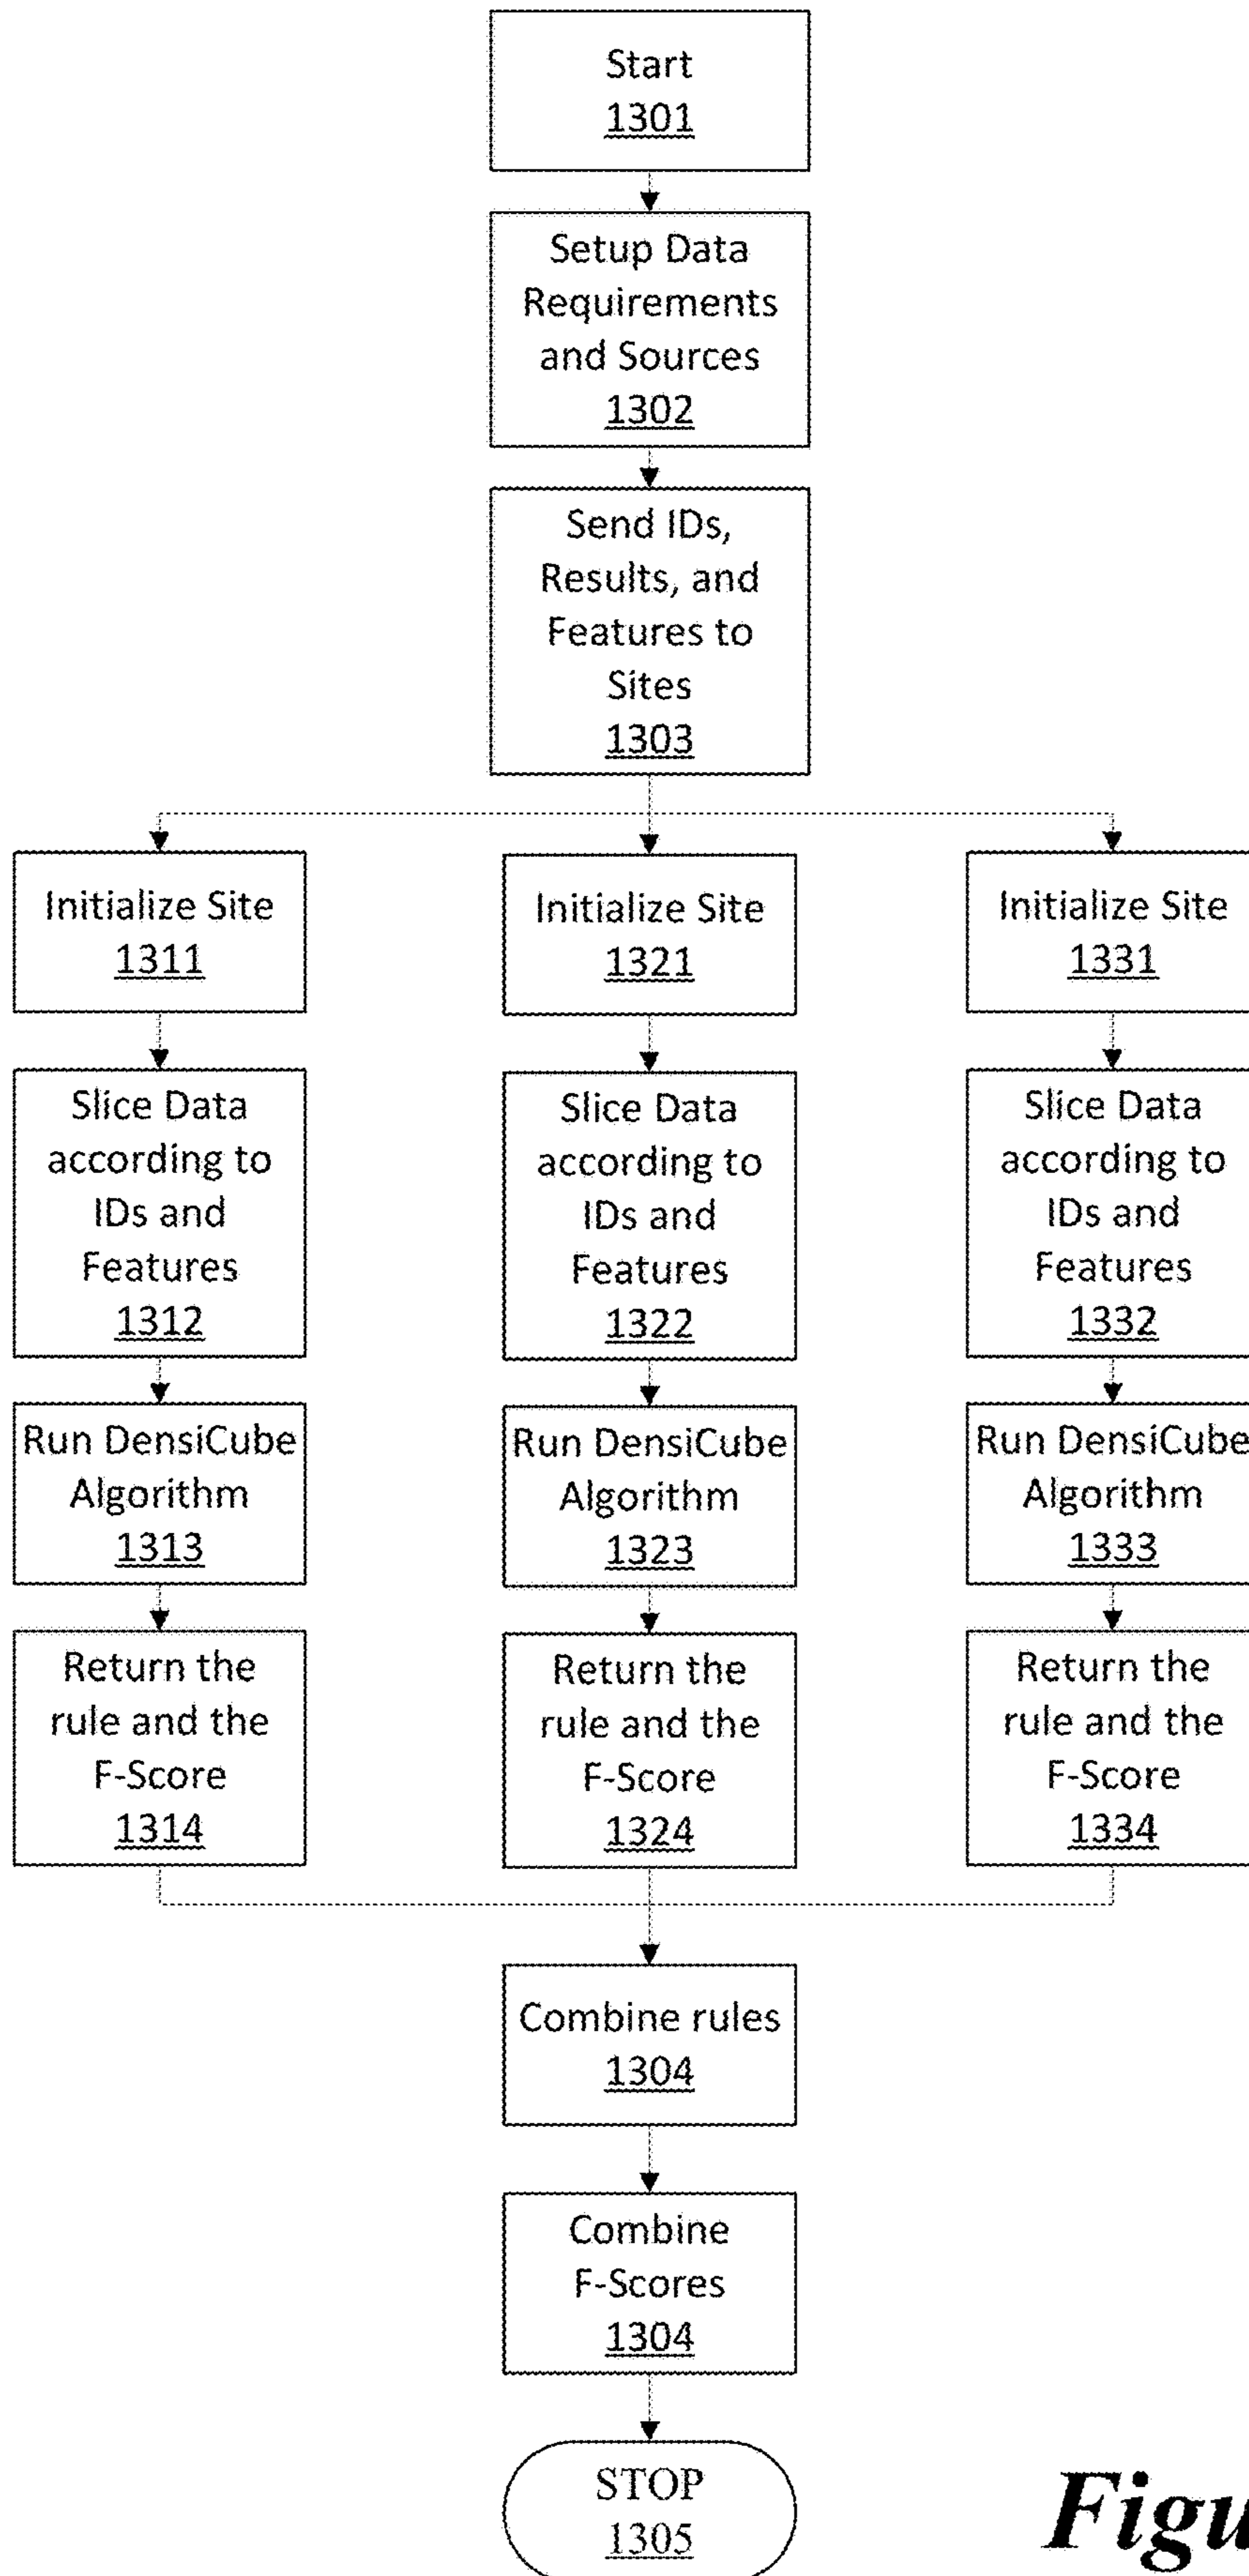 Start
1301
Setup Data
Requirements
and Sources
1302
Send IDs,
Results, and
Features to
Sites
1303
Initialize Site
1311
Initialize Site
1321
Initialize Site
1331
Slice Data
according to
IDs and
Features
1312
Slice Data
according to
IDs and
Features
1322
Slice Data
according to
IDs and
Features
1332
Run DensiCube
Algorithm
1313
Run DensiCube
Algorithm
1323
Run DensiCube
Algorithm
1333
Return the
rule and the
F-Score
1314
Return the
rule and the
F-Score
1324
Return the
rule and the
F-Score
1334
Combine rules
1304
Combine
F-Scores
1304
STOP
1305